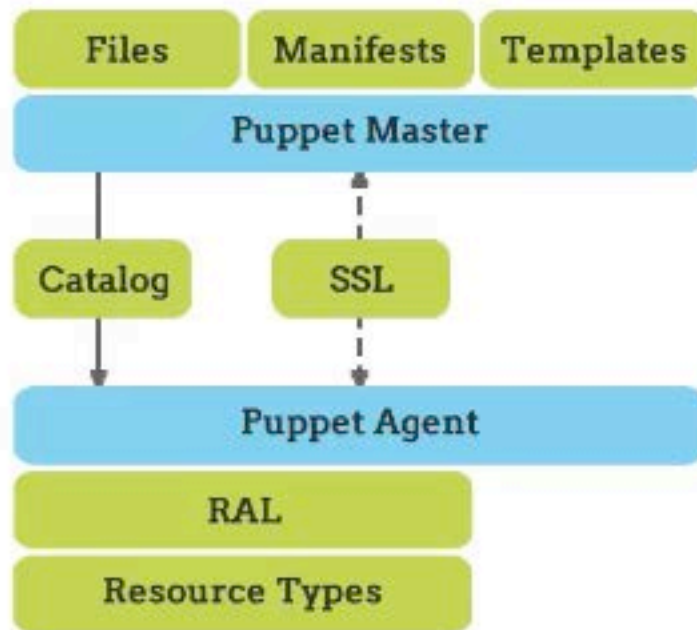 Files Manifests Templates
Puppet Master
Catalog SSL
Puppet Agent
RAL
Resource Types